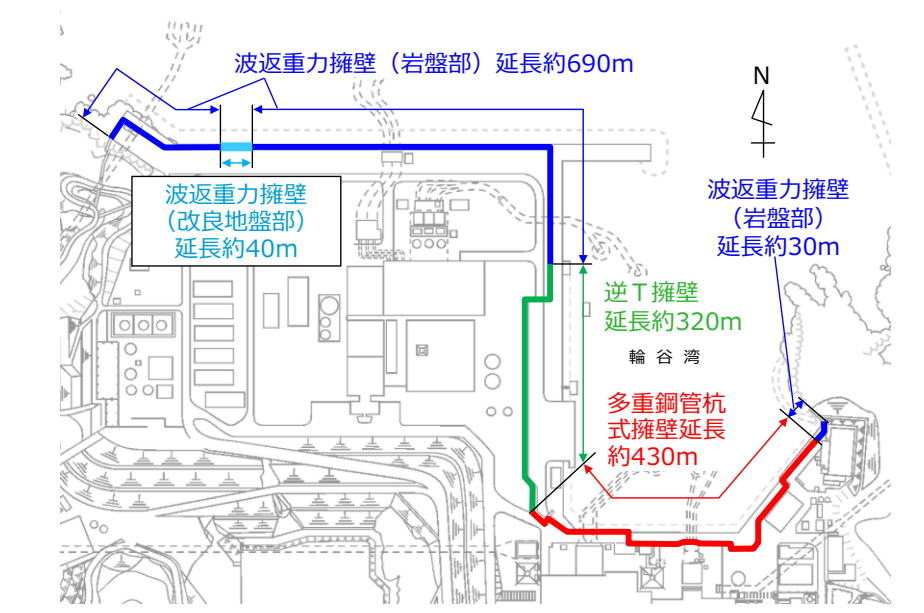 波返重力擁壁（岩盤部）延長約690m
N
波返重力擁壁
（改良地盤部）
延長約40m
波返重力擁壁
（岩盤部）
延長約30m
逆Ｔ擁壁
延長約320m
輪谷湾
多重鋼管杭
式擁壁延長
約430m